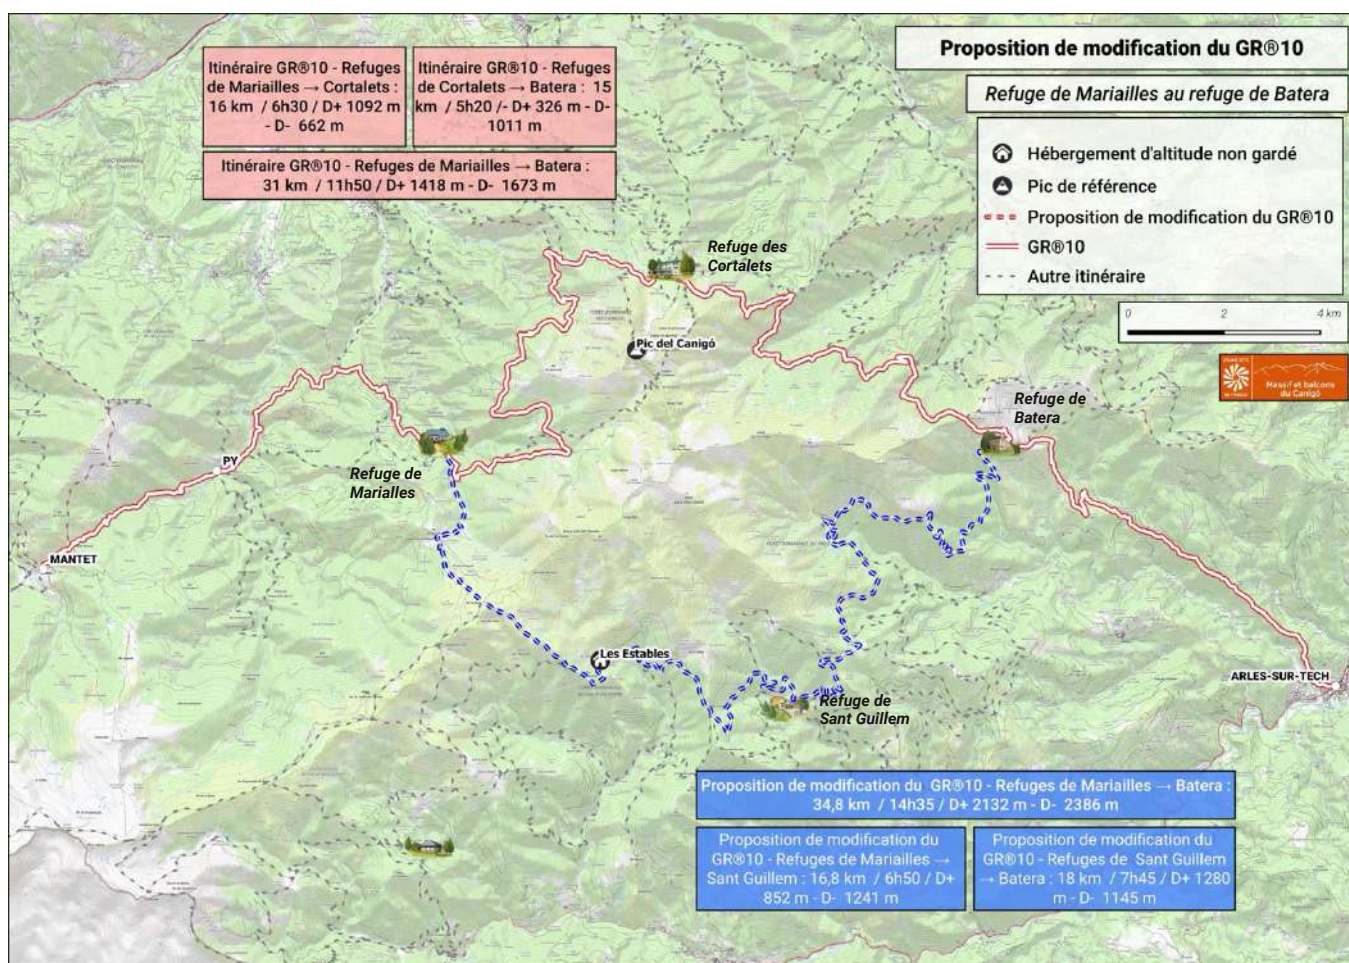 Proposition de modification du GR®10
Refuge de Mariailles au refuge de Batera
Itinéraire GR®10 - Refuges
de Mariailles → Cortalets :
16 km / 6h30 / D+ 1092 m
- D- 662 m
Itinéraire GR®10 - Refuges
de Cortalets → Batera : 15
km / 5h20 /- D+ 326 m - D-
1011 m
Itinéraire GR®10 - Refuges de Mariailles → Batera :
31 km / 11h50 / D+ 1418 m - D- 1673 m
Hébergement d'altitude non gardé
Pic de référence
Proposition de modification du GR®10
GR®10
Autre itinéraire
0 2 4 km
Massif et balcons
du Canigó
Refuge des
Cortalets
Pic del Canigó
Refuge de
Batera
Refuge de
Marialles
PY
MANTET
Les Estables
Refuge de
Sant Guillem
ARLES-SUR-TECH
Proposition de modification du GR®10 - Refuges de Mariailles → Batera :
34,8 km / 14h35 / D+ 2132 m - D- 2386 m
Proposition de modification du
GR®10 - Refuges de Mariailles →
Sant Guillem : 16,8 km / 6h50 / D+
852 m - D- 1241 m
Proposition de modification du
GR®10 - Refuges de Sant Guillem
→ Batera : 18 km / 7h45 / D+ 1280
m - D- 1145 m